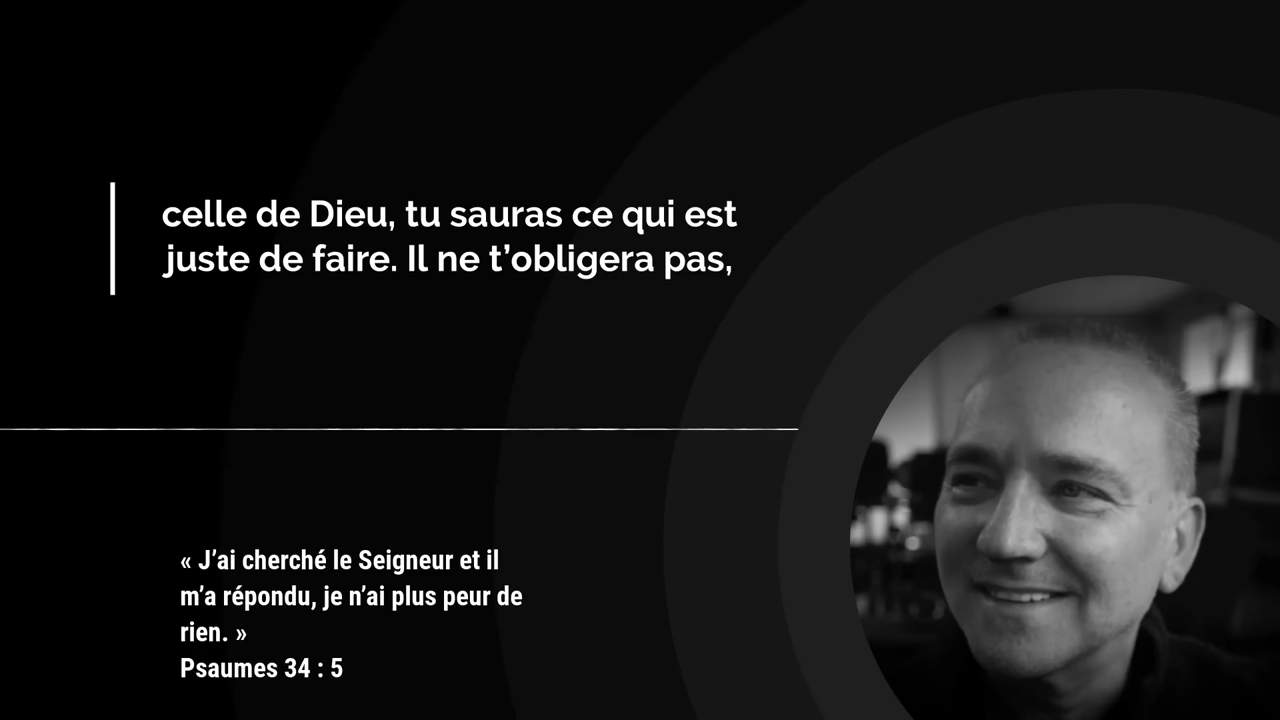 celle de Dieu, tu sauras ce qui est
juste de faire. Il ne t’obligera pas,
« J’ai cherché le Seigneur et il
m’a répondu, je n’ai plus peur de
rien. »
Psaumes 34 : 5